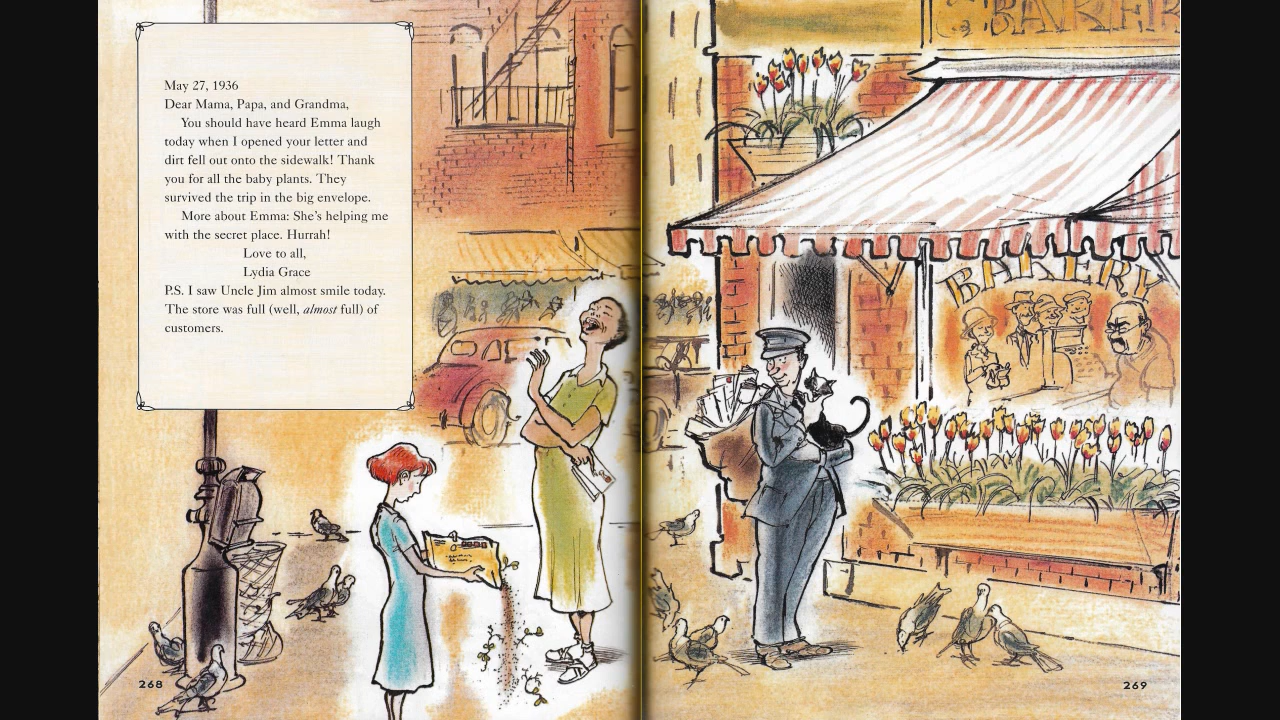 May 27, 1936
Dear Mama, Papa, and Grandma,
You should have heard Emma laugh
today when I opened your letter and
dirt fell out onto the sidewalk! Thank
you for all the baby plants. They
survived the trip in the big envelope.
More about Emma: She's helping me
with the secret place. Hurrah!
Love to all,
Lydia Grace
P.S. I saw Uncle Jim almost smile today.
The store was full (well, almost full) of
customers.
268
BAKERY
269